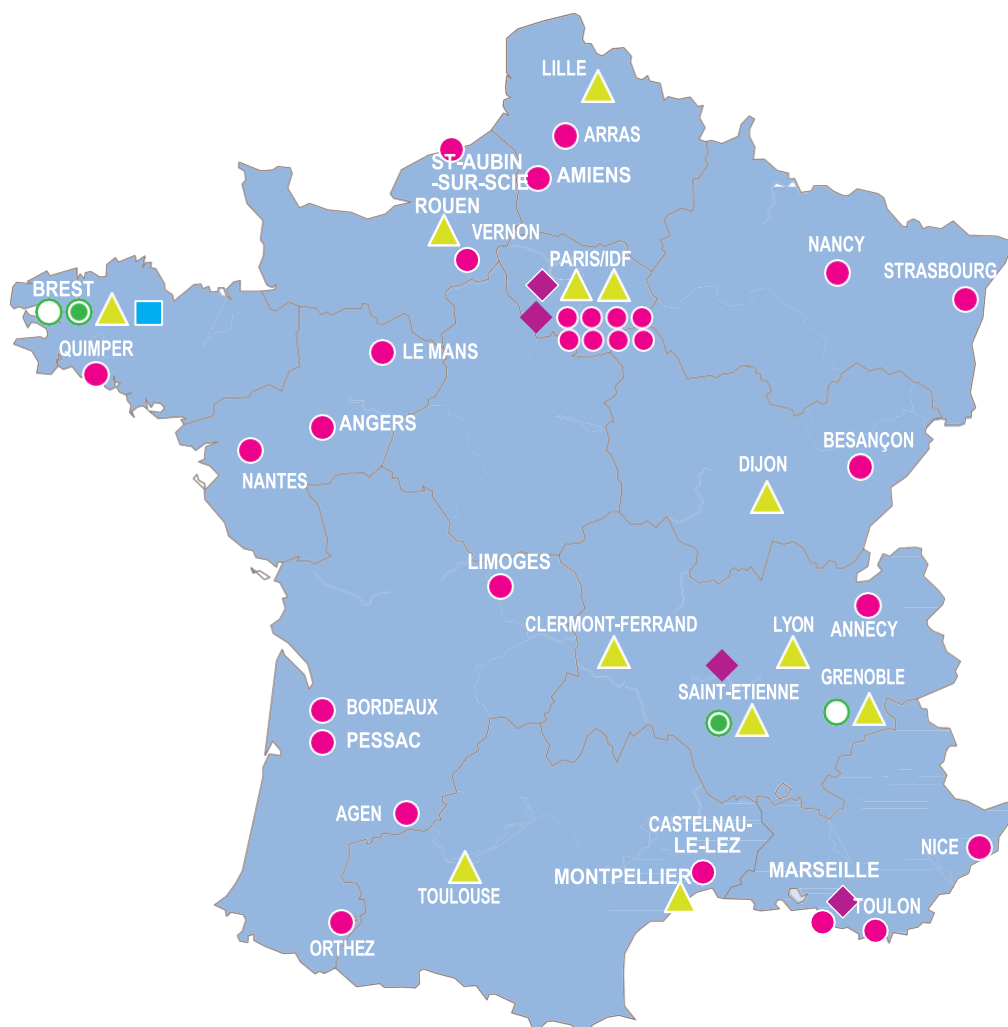 LILLE
ARRAS
ST-AUBIN
-SUR-SCIE
AMIENS
ROUEN
VERNON
PARIS/IDF
NANCY
STRASBOURG
BREST
QUIMPER
LE MANS
ANGERS
NANTES
BESANÇON
DIJON
LIMOGES
CLERMONT-FERRAND
LYON
ANNECY
GRENOBLE
SAINT-ETIENNE
BORDEAUX
PESSAC
AGEN
CASTELNAU-
LE-LEZ
NICE
TOULOUSE
MONTPELLIER
MARSEILLE
TOULON
ORTHEZ